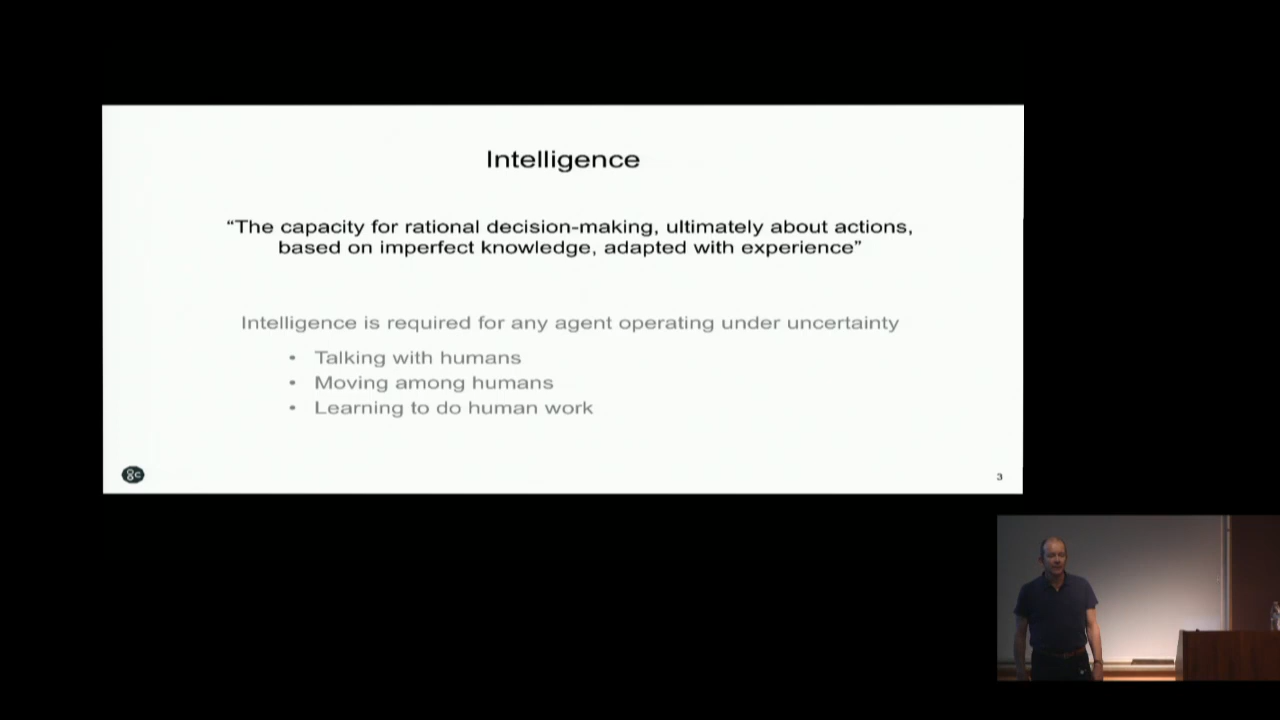 Intelligence
“The capacity for rational decision-making, ultimately about actions,
based on imperfect knowledge, adapted with experience”
Intelligence is required for any agent operating under uncertainty
• Talking with humans
• Moving among humans
• Learning to do human work
gc
3